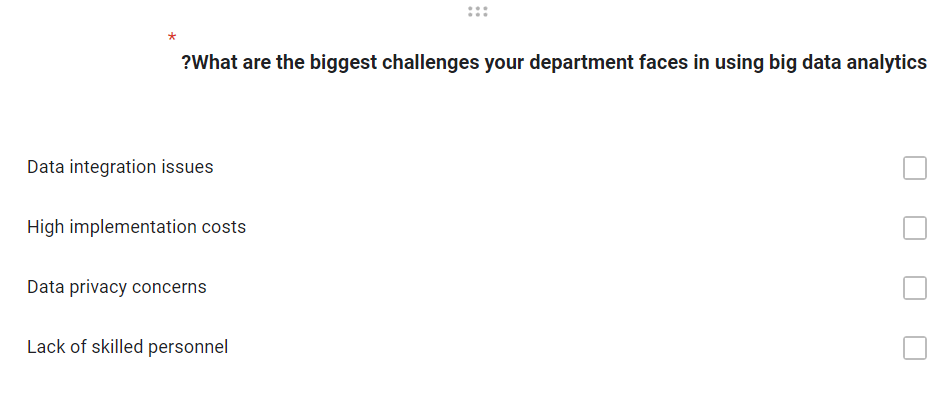 *
?What are the biggest challenges your department faces in using big data analytics
Data integration issues
High implementation costs
Data privacy concerns
Lack of skilled personnel